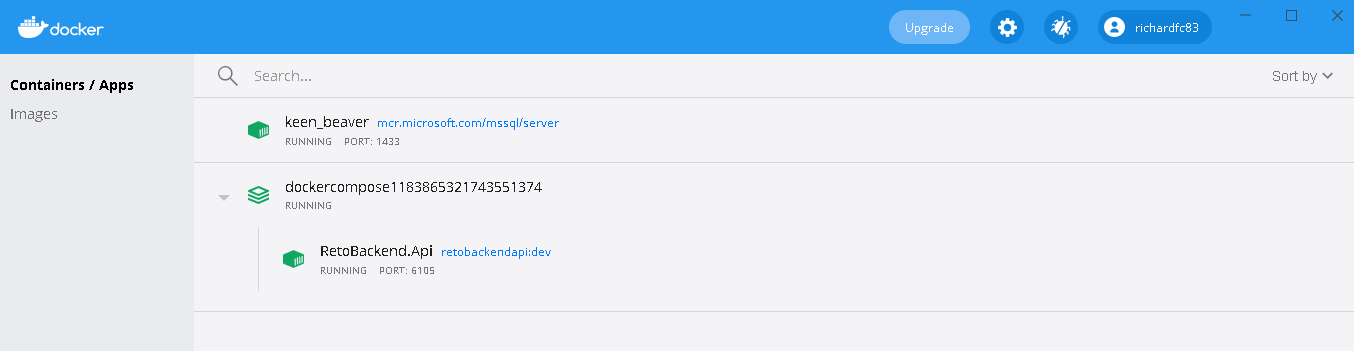 docker
Upgrade
richardfc83
Containers / Apps
Images
Search...
Sort by
keen_beaver mcr.microsoft.com/mssql/server
RUNNING PORT: 1433
dockercompose1183865321743551374
RUNNING
RetoBackend.Api retobackendapi:dev
RUNNING PORT: 6105